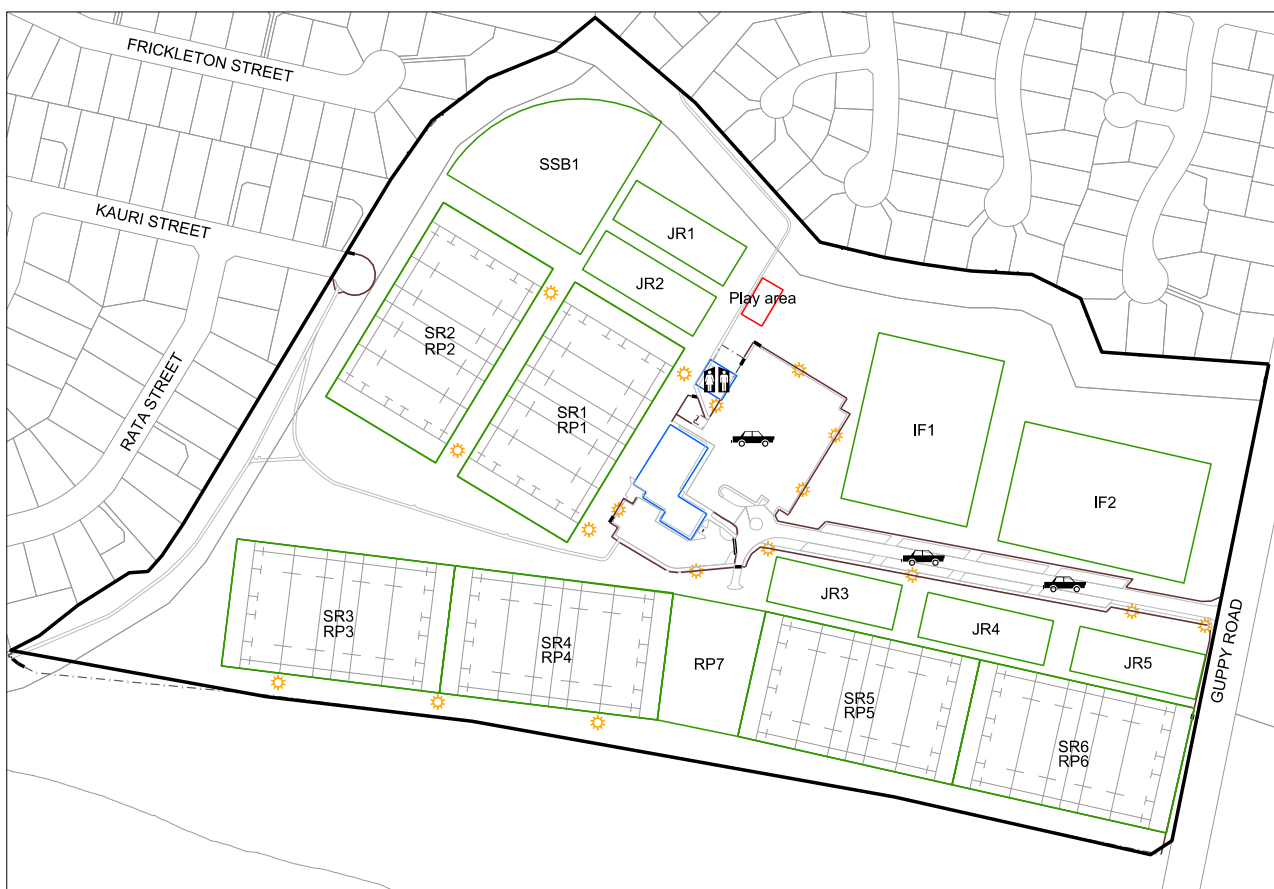 FRICKLETON STREET
KAURI STREET
RATA STREET
SSB1
JR1
JR2
Play area
SR2
RP2
SR1
RP1
IF1
IF2
SR3
RP3
SR4
RP4
RP7
JR3
JR4
JR5
SR5
RP5
SR6
RP6
GUPPY ROAD